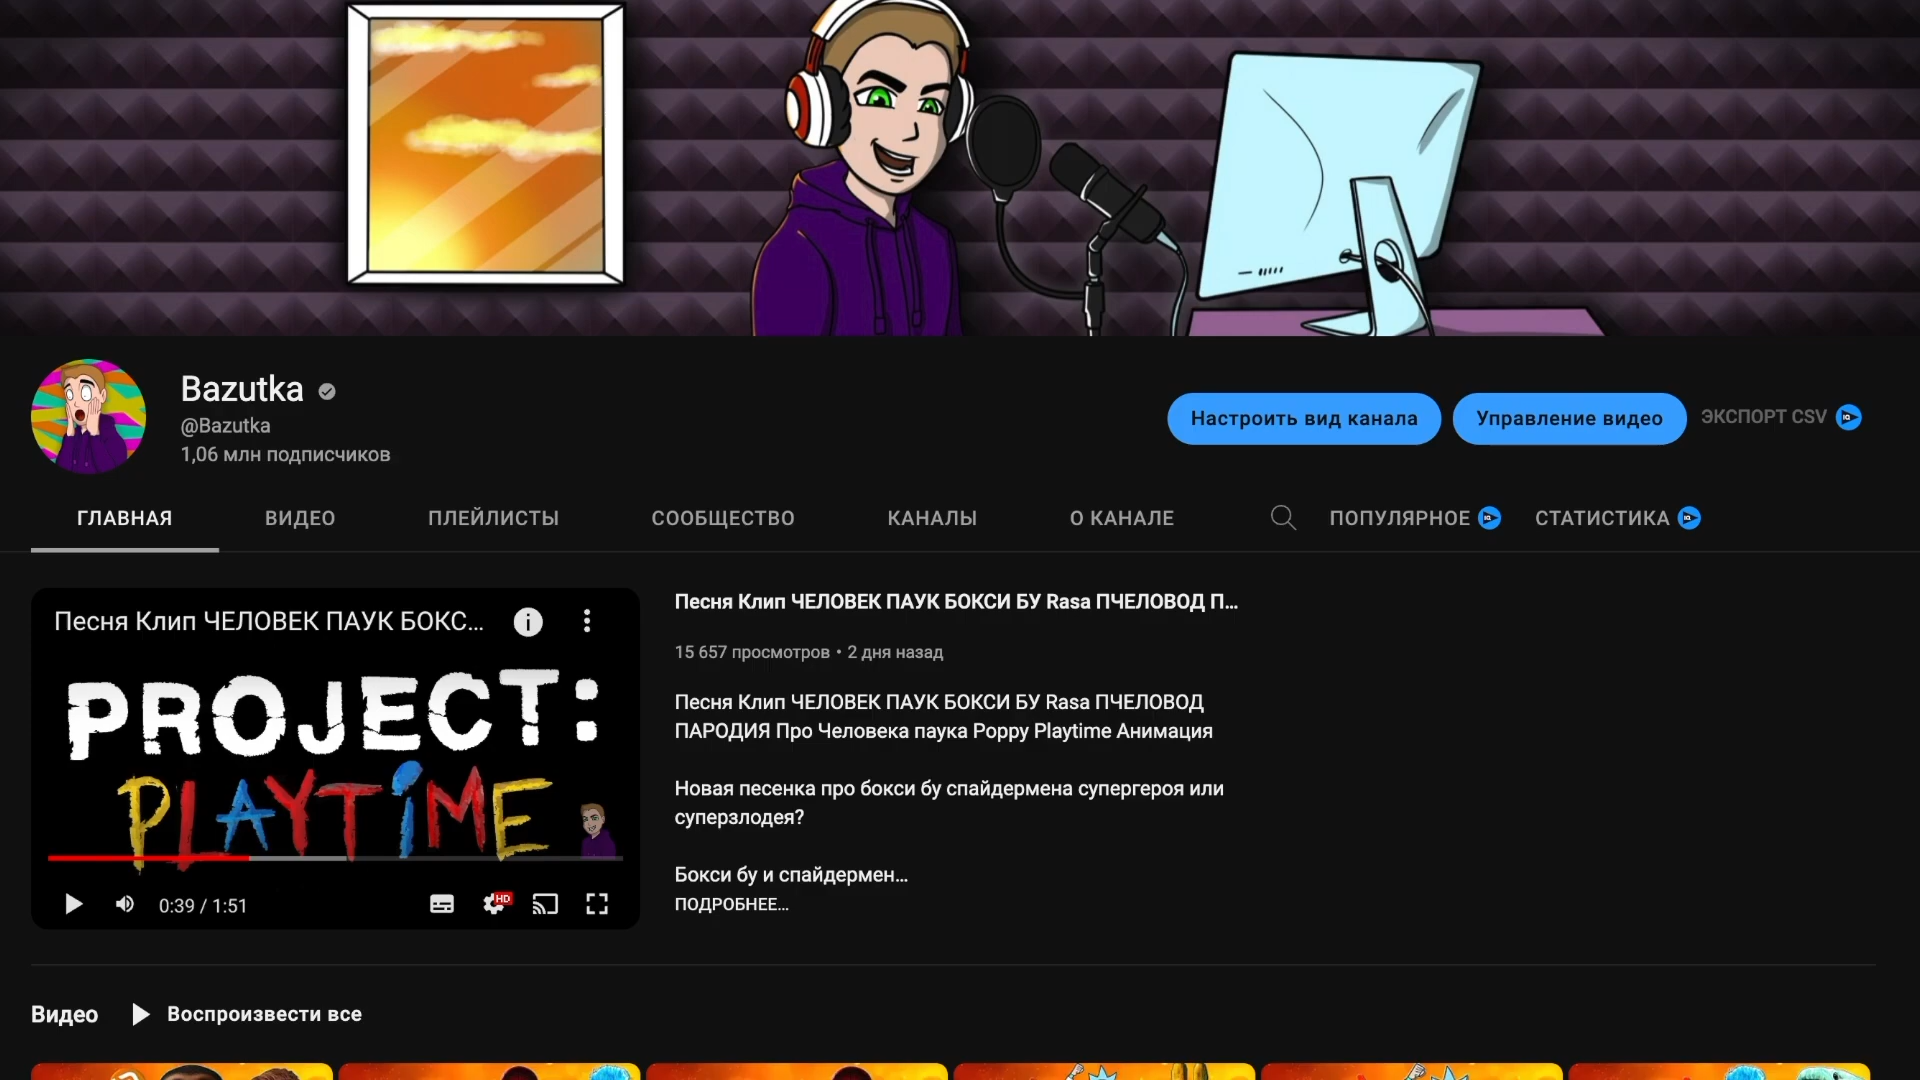 Bazutka
@Bazutka
1,06 млн подписчиков
Настроить вид канала
Управление видео
ЭКСПОРТ CSV
ГЛАВНАЯ
ВИДЕО
ПЛЕЙЛИСТЫ
СООБЩЕСТВО
КАНАЛЫ
О КАНАЛЕ
ПОПУЛЯРНОЕ
СТАТИСТИКА
Песня Клип ЧЕЛОВЕК ПАУК БОКС...
PROJECT:
PLAYTIME
0:39 / 1:51
HD
Песня Клип ЧЕЛОВЕК ПАУК БОКСИ БУ Rasa ПЧЕЛОВОД П...
15 657 просмотров • 2 дня назад
Песня Клип ЧЕЛОВЕК ПАУК БОКСИ БУ Rasa ПЧЕЛОВОД
ПАРОДИЯ Про Человека паука Poppy Playtime Анимация
Новая песенка про бокси бу спайдермена супергероя или
суперзлодея?
Бокси бу и спайдермен...
ПОДРОБНЕЕ...
Видео
Воспроизвести все